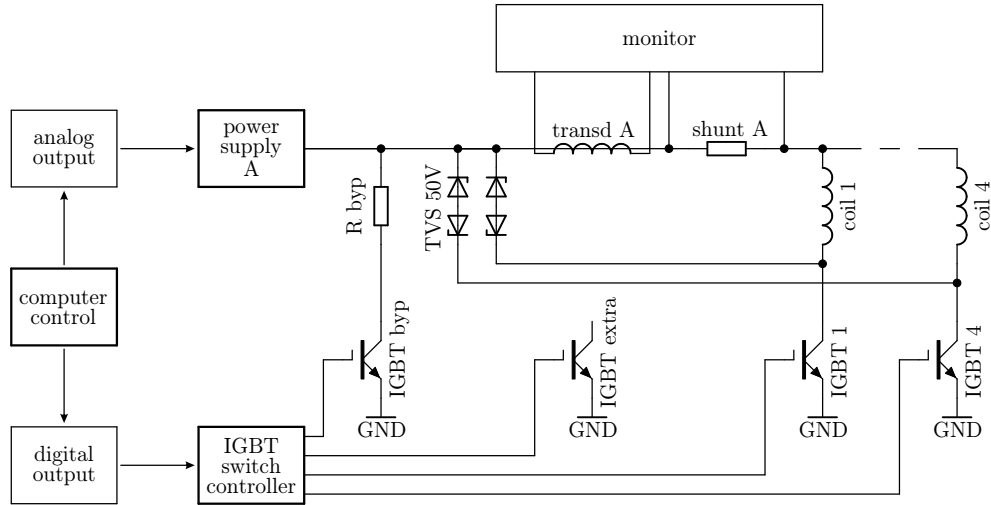 monitor
analog
output
power
supply
A
transd A
shunt A
R byp
TVS 50V
coil 1
coil 4
computer
control
IGBT byp
IGBT extra
IGBT 1
IGBT 4
GND
GND
GND
GND
digital
output
IGBT
switch
controller